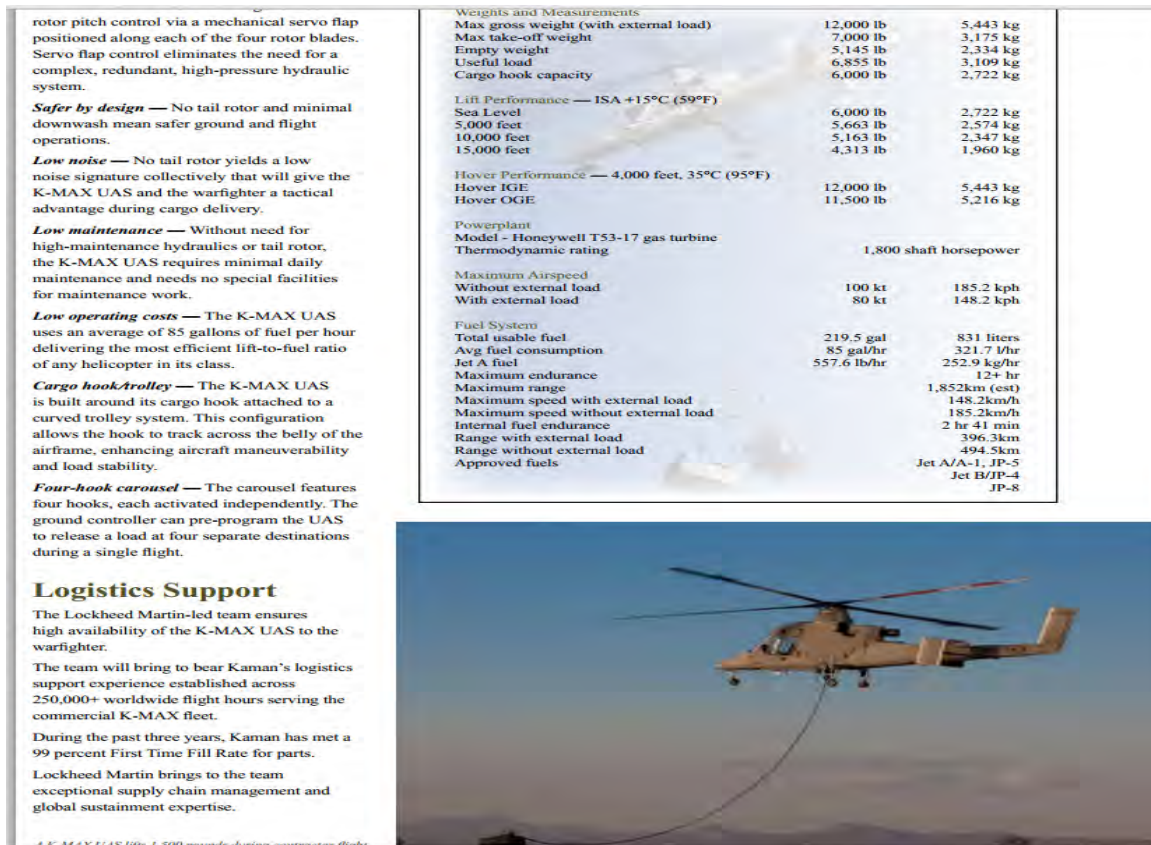 rotor pitch control via a mechanical servo flap
positioned along each of the four rotor blades.
Servo flap control eliminates the need for a
complex, redundant, high-pressure hydraulic
system.
Safer by design — No tail rotor and minimal
downwash mean safer ground and flight
operations.
Low noise — No tail rotor yields a low
noise signature collectively that will give the
K-MAX UAS and the warfighter a tactical
advantage during cargo delivery.
Low maintenance — Without need for
high-maintenance hydraulics or tail rotor,
the K-MAX UAS requires minimal daily
maintenance and needs no special facilities
for maintenance work.
Low operating costs — The K-MAX UAS
uses an average of 85 gallons of fuel per hour
delivering the most efficient lift-to-fuel ratio
of any helicopter in its class.
Cargo hook/trolley — The K-MAX UAS
is built around its cargo hook attached to a
curved trolley system. This configuration
allows the hook to track across the belly of the
airframe, enhancing aircraft maneuverability
and load stability.
Four-hook carousel — The carousel features
four hooks, each activated independently. The
ground controller can pre-program the UAS
to release a load at four separate destinations
during a single flight.
Logistics Support
The Lockheed Martin-led team ensures
high availability of the K-MAX UAS to the
warfighter.
The team will bring to bear Kaman's logistics
support experience established across
250,000+ worldwide flight hours serving the
commercial K-MAX fleet.
During the past three years, Kaman has met a
99 percent First Time Fill Rate for parts.
Lockheed Martin brings to the team
exceptional supply chain management and
global sustainment expertise.
A K-MAX UAS lifts 1,500 pounds during contractor flight
Weights and Measurements
Max gross weight (with external load) 12,000 lb 5,443 kg
Max take-off weight 7,000 lb 3,175 kg
Empty weight 5,145 lb 2,334 kg
Useful load 6,855 lb 3,109 kg
Cargo hook capacity 6,000 lb 2,722 kg
Lift Performance — ISA +15°C (59°F)
Sea Level 6,000 lb 2,722 kg
5,000 feet 5,663 lb 2,574 kg
10,000 feet 5,163 lb 2,347 kg
15,000 feet 4,313 lb 1,960 kg
Hover Performance — 4,000 feet, 35°C (95°F)
Hover IGE 12,000 lb 5,443 kg
Hover OGE 11,500 lb 5,216 kg
Powerplant
Model - Honeywell T53-17 gas turbine
Thermodynamic rating 1,800 shaft horsepower
Maximum Airspeed
Without external load 100 kt 185.2 kph
With external load 80 kt 148.2 kph
Fuel System
Total usable fuel 219.5 gal 831 liters
Avg fuel consumption 85 gal/hr 321.7 l/hr
Jet A fuel 557.6 lb/hr 252.9 kg/hr
Maximum endurance 12+ hr
Maximum range 1,852km (est)
Maximum speed with external load 148.2km/h
Maximum speed without external load 185.2km/h
Internal fuel endurance 2 hr 41 min
Range with external load 396.3km
Range without external load 494.5km
Approved fuels Jet A/A-1, JP-5
Jet B/JP-4
JP-8